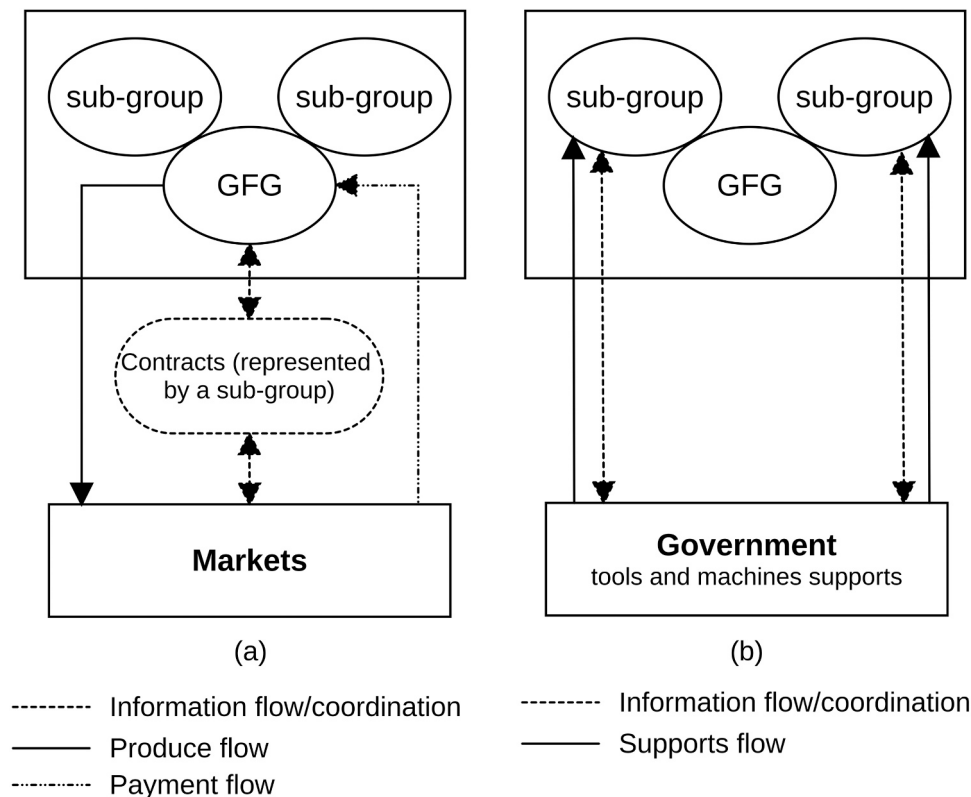 sub-group
sub-group
GFG
Contracts (represented
by a sub-group)
Markets
(a)
Information flow/coordination
Produce flow
Payment flow
sub-group
sub-group
GFG
Government
tools and machines supports
(b)
Information flow/coordination
Supports flow